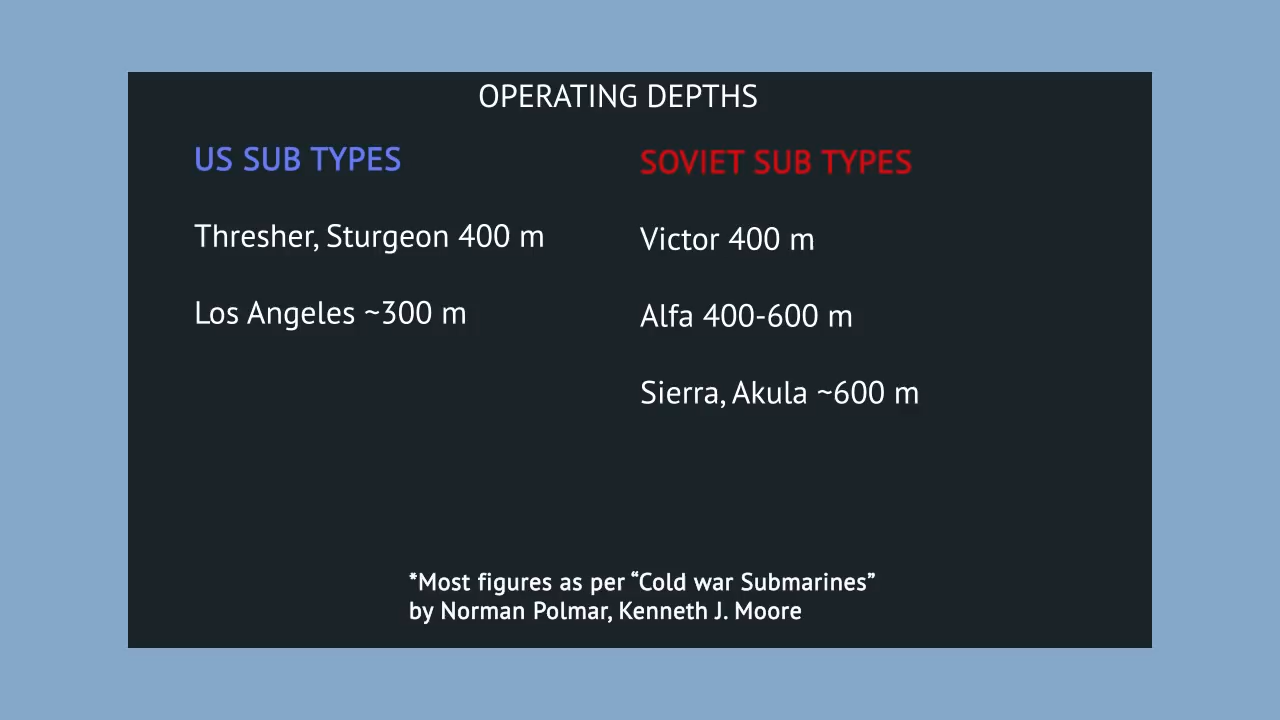 OPERATING DEPTHS
US SUB TYPES
Thresher, Sturgeon 400 m
Los Angeles ~300 m
SOVIET SUB TYPES
Victor 400 m
Alfa 400-600 m
Sierra, Akula ~600 m
*Most figures as per “Cold war Submarines”
by Norman Polmar, Kenneth J. Moore